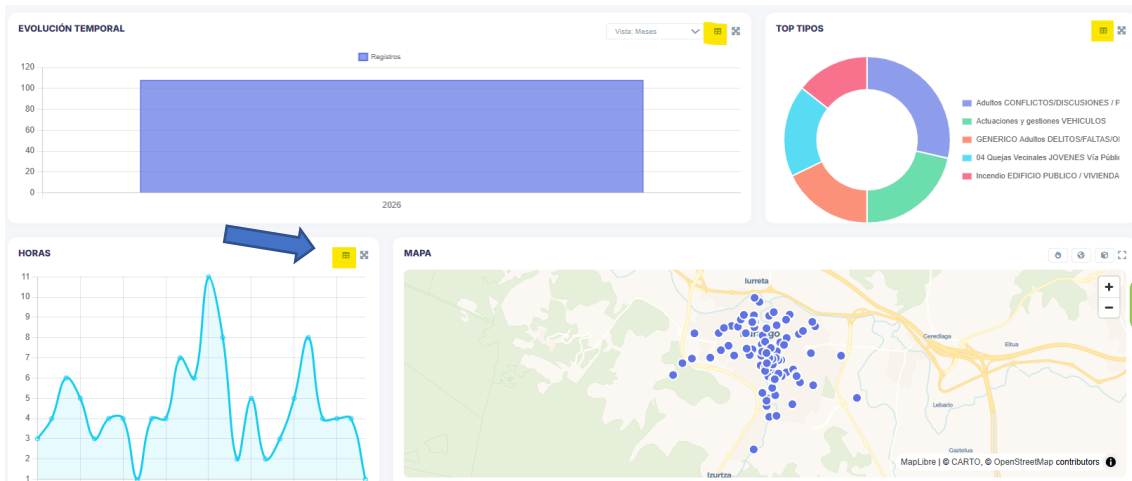 EVOLUCIÓN TEMPORAL
Vista: Meses
Registros
120
100
80
60
40
20
0
2026
TOP TIPOS
Adultos CONFLICTOS/DISCUSIONES / P
Actuaciones y gestiones VEHICULOS
GENERICO Adultos DELITOS/FALTAS/O
04 Quejas Vecinales JOVENES Vía Públi
Incendio EDIFICIO PUBLICO / VIVIENDA
HORAS
11
10
9
8
7
6
5
4
3
2
1
MAPA
Iurreta
Cerediaga
Eitua
Lebario
Gaztelua
Izurtza
+
−
MapLibre | © CARTO, © OpenStreetMap contributors